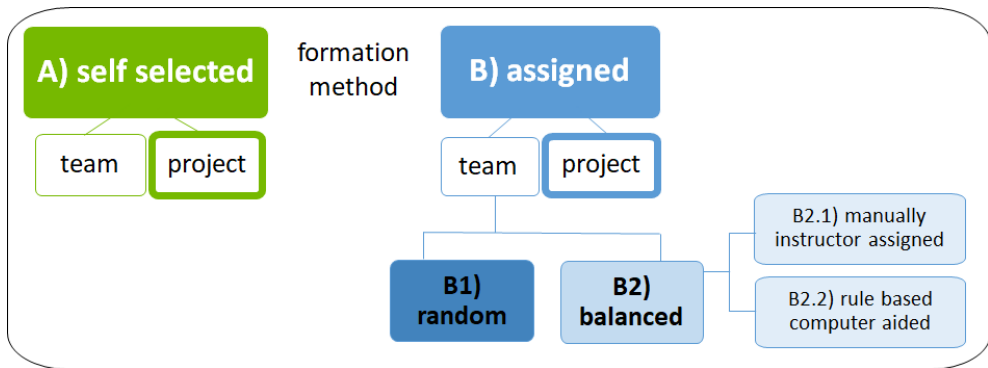 A) self selected
formation
method
B) assigned
team
project
team
project
B1)
random
B2)
balanced
B2.1) manually
instructor assigned
B2.2) rule based
computer aided